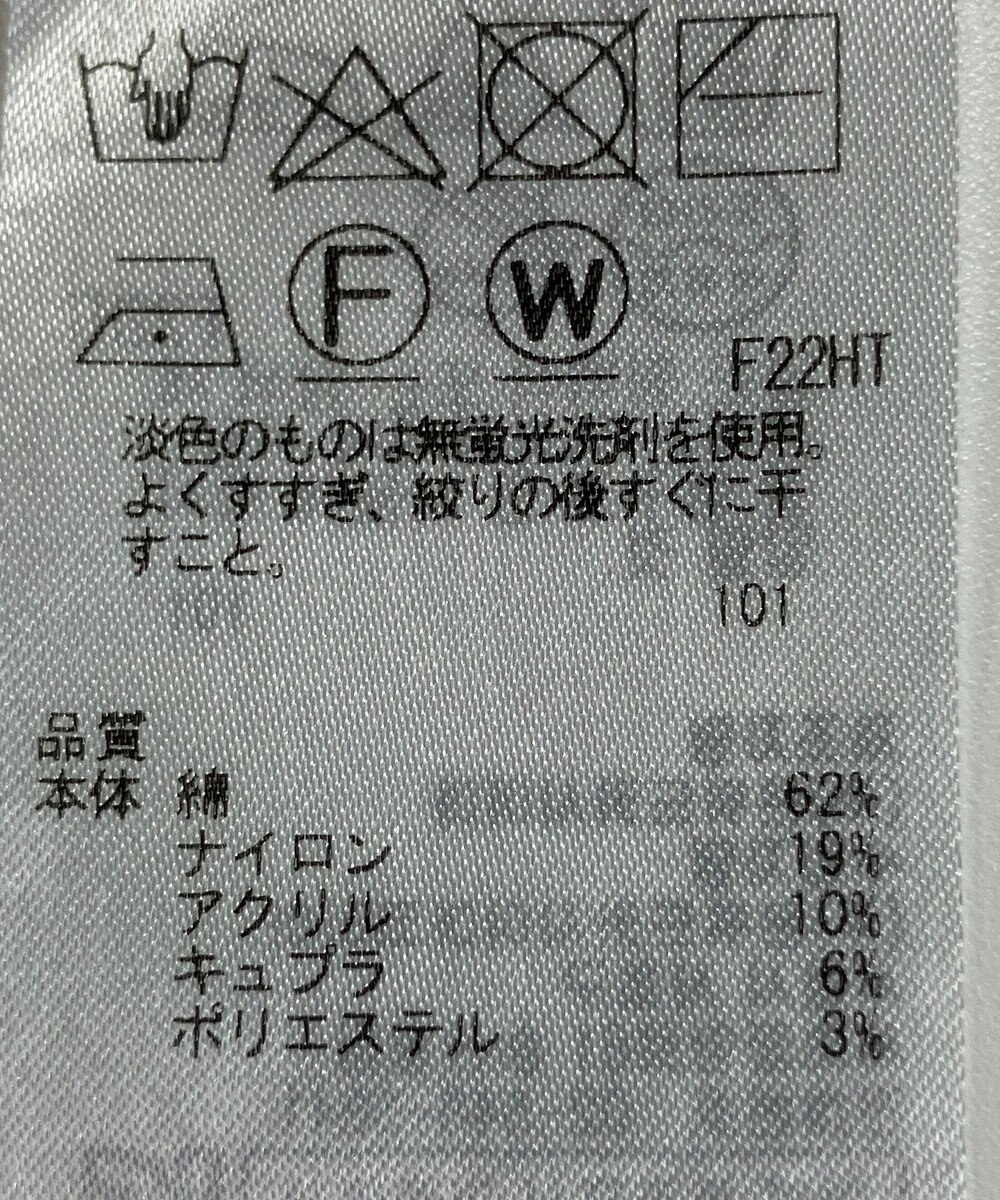 F W
F22HT
淡色のものは無蛍光洗剤を使用。
よくすすぎ、絞りの後すぐに干
すこと。
101
品質
本体 綿 62%
ナイロン 19%
アクリル 10%
キュプラ 6%
ポリエステル 3%